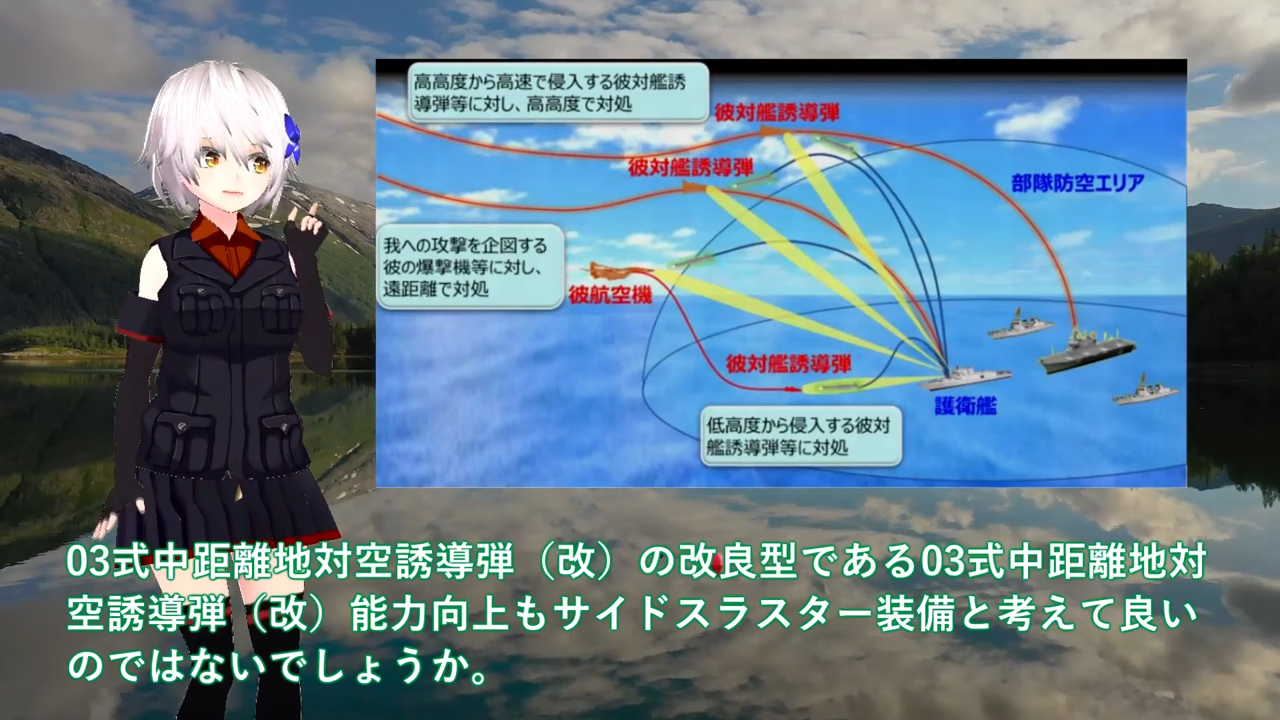 高高度から高速で侵入する彼対艦誘
導弾等に対し、高高度で対処
彼対艦誘導弾
彼対艦誘導弾
部隊防空エリア
我への攻撃を企図する
彼の爆撃機等に対し、
遠距離で対処
彼航空機
彼対艦誘導弾
護衛艦
低高度から侵入する彼対
艦誘導弾等に対処
03式中距離地対空誘導弾（改）の改良型である03式中距離地対
空誘導弾（改）能力向上もサイドスラスター装備と考えて良い
のではないでしょうか。